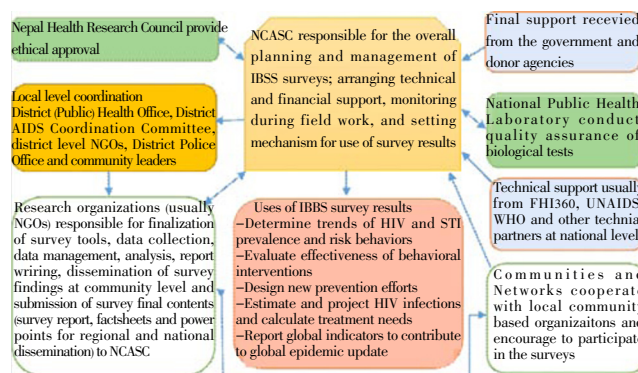 Nepal Health Research Council provide
ethical approval
NCASC responsible for the overall
planning and management of
IBSS surveys; arranging technical
and financial support, monitoring
during field work, and setting
mechanism for use of survey results
Final support recevied
from the government and
donor agencies
Local level coordination
District (Public) Health Office, District
AIDS Coordination Committee,
district level NGOs, District Police
Office and community leaders
National Public Health
Laboratory conduct
quality assurance of
biological tests
Technical support usually
from FHI360, UNAIDS
WHO and other technia
partners at national level
Research organizations (usually
NGOs) responsible for finalization
of survey tools, data collection,
data management, analysis, report
wriring, dissemination of survey
findings at community level and
submission of survey final contents
(survey report, factsheets and power
points for regional and national
dissemination) to NCASC
Uses of IBBS survey results
–Determine trends of HIV and STI
prevalence and risk behaviors
–Evaluate effectiveness of behavioral
interventions
–Design new prevention efforts
–Estimate and project HIV infections
and calculate treatment needs
–Report global indicators to contribute
to global epidemic update
Communities and
Networks cooperate
with local community
based organizaitons and
encourage to participate
in the surveys